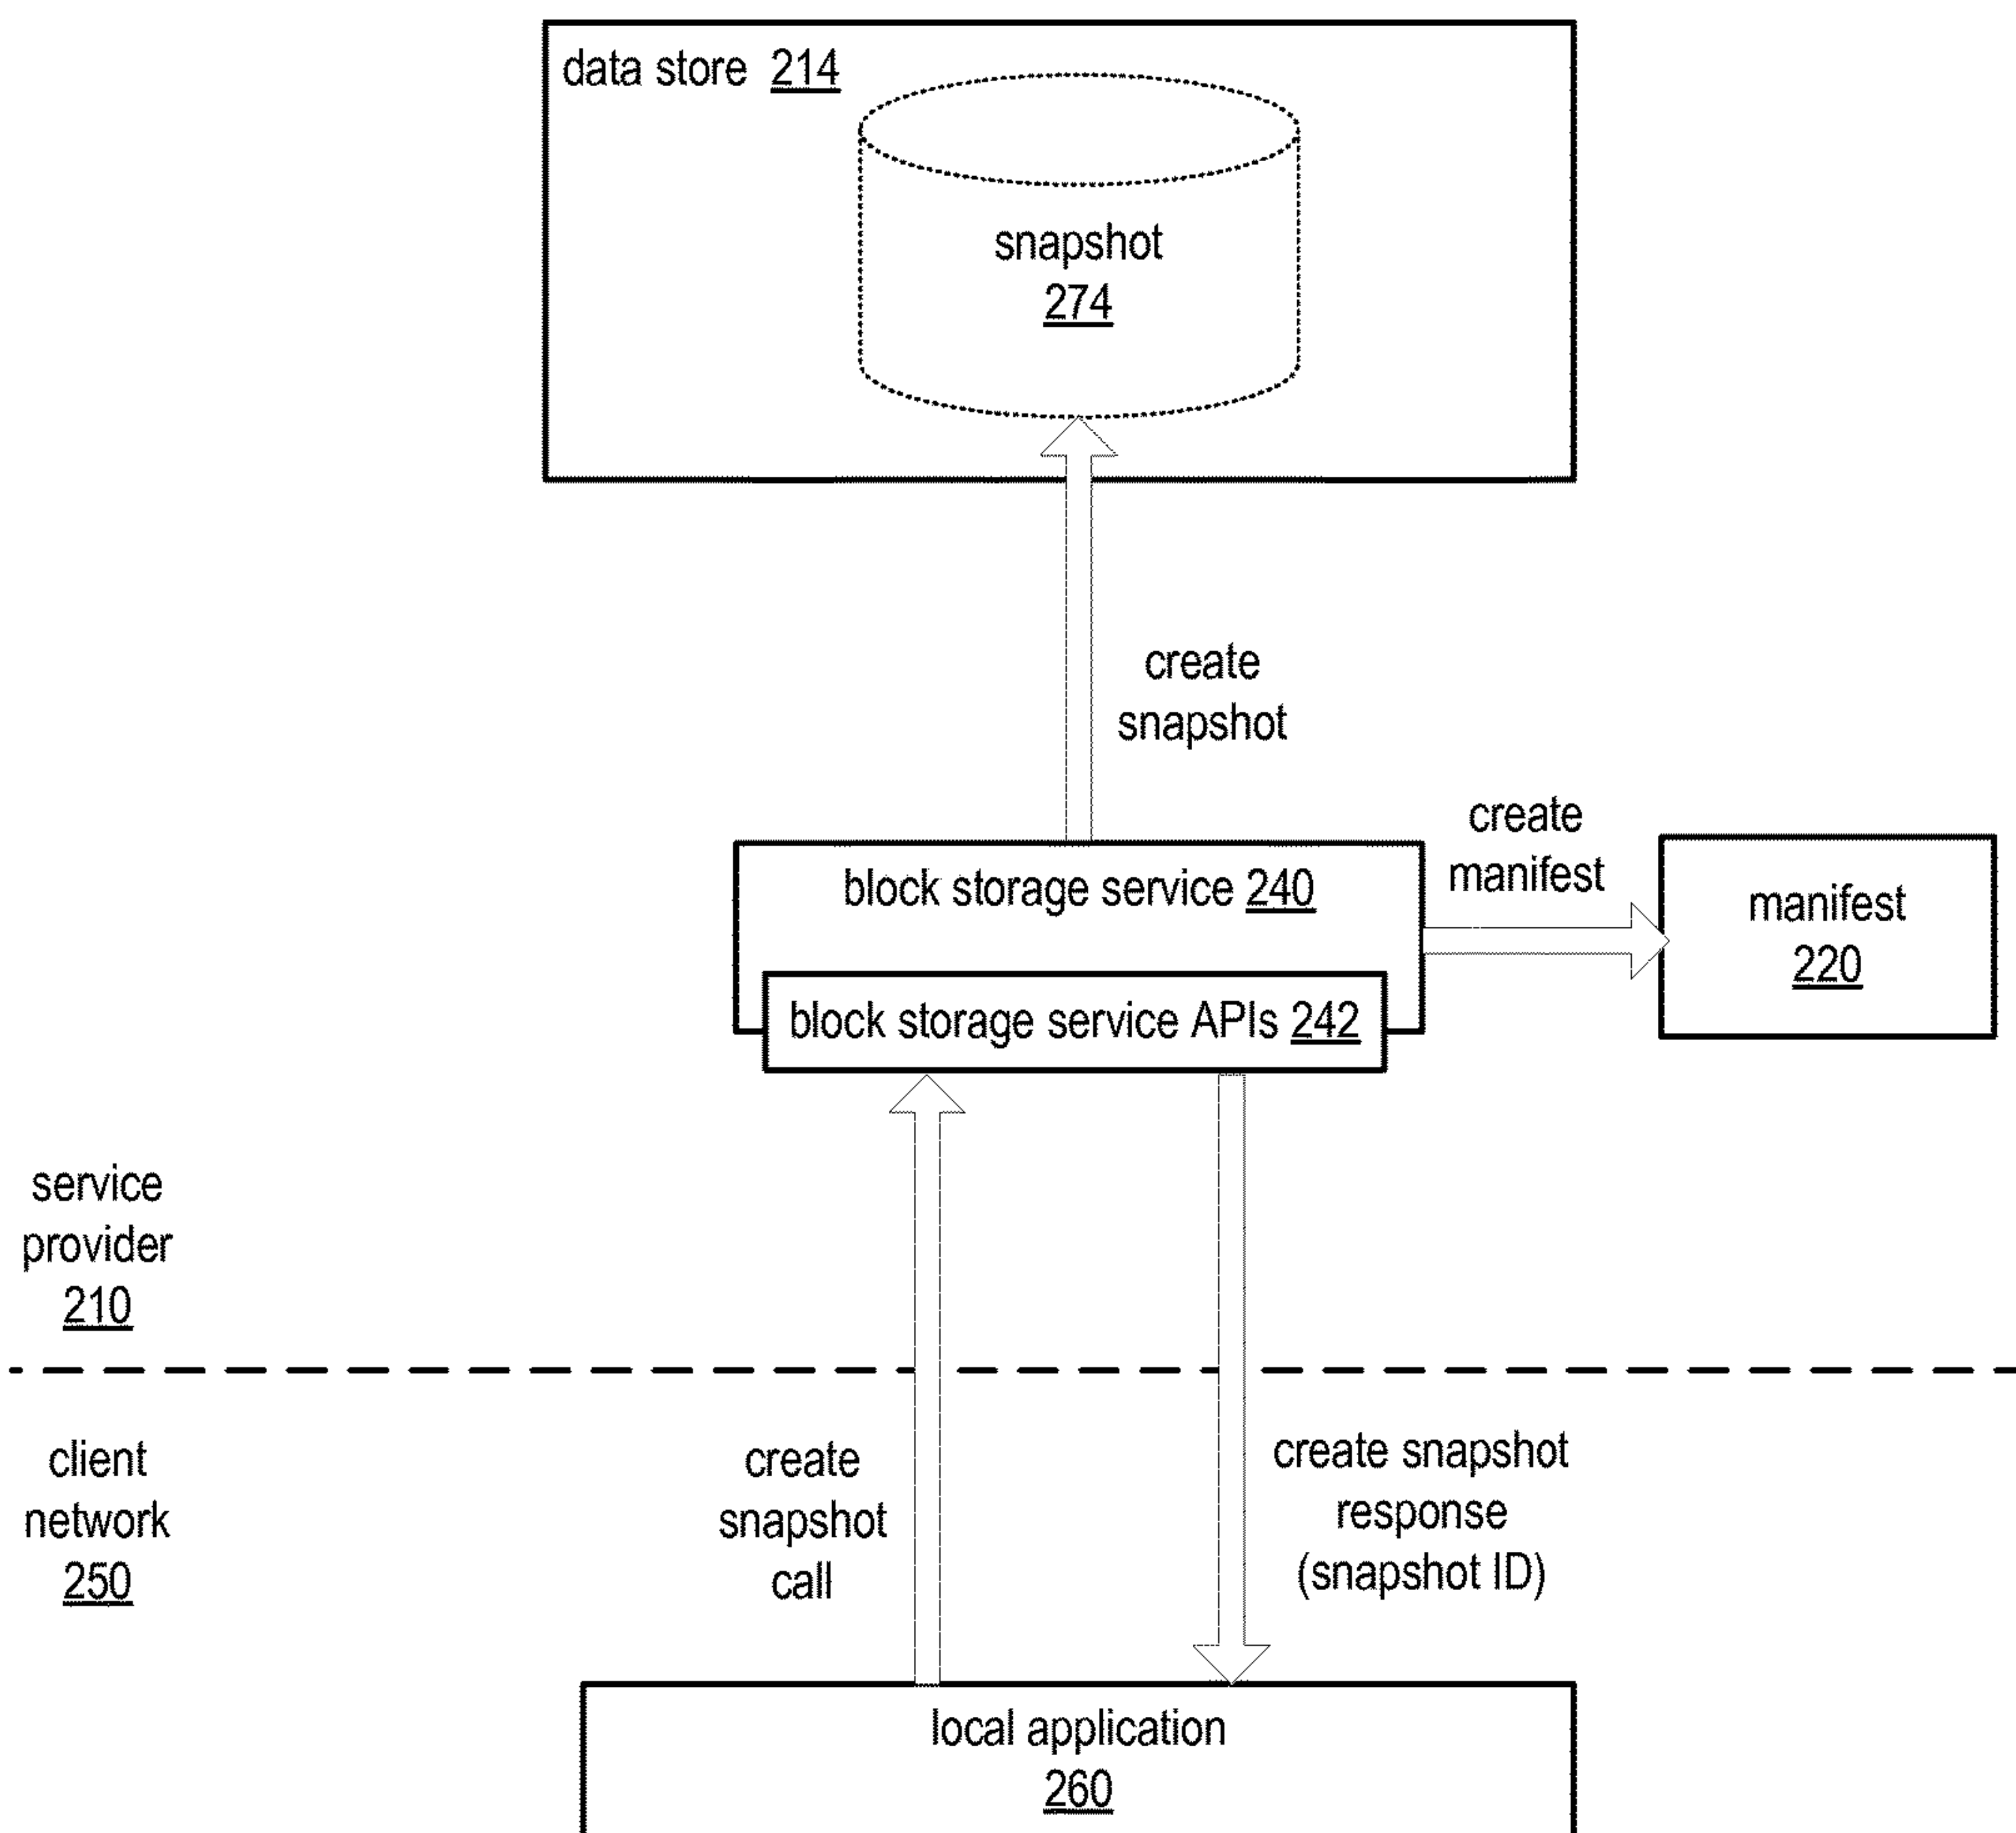 data store 214
snapshot
274
create
snapshot
create
manifest
block storage service 240
manifest
220
block storage service APIs 242
service
provider
210
client
network
250
create
snapshot
call
create snapshot
response
(snapshot ID)
local application
260